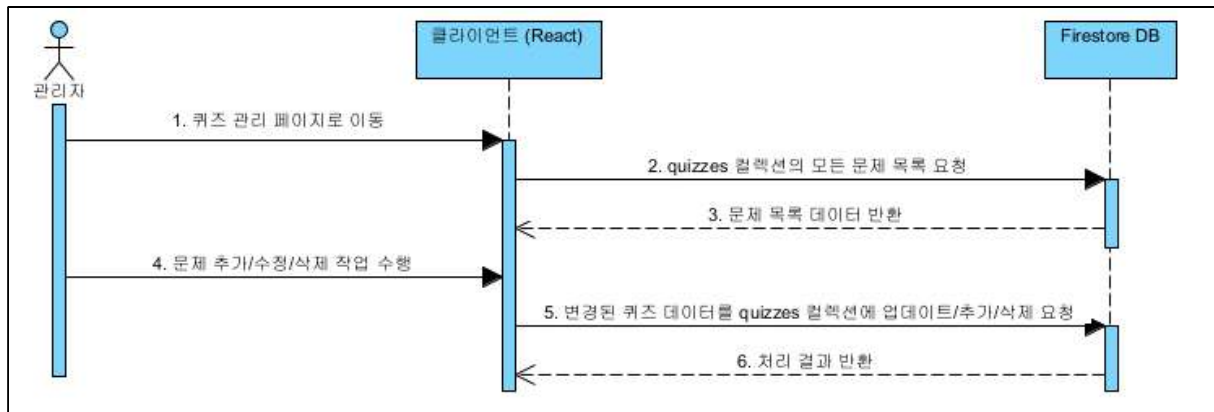 클라이언트 (React)
Firestore DB
관리자
1. 퀴즈 관리 페이지로 이동
2. quizzes 컬렉션의 모든 문제 목록 요청
3. 문제 목록 데이터 반환
4. 문제 추가/수정/삭제 작업 수행
5. 변경된 퀴즈 데이터를 quizzes 컬렉션에 업데이트/추가/삭제 요청
6. 처리 결과 반환